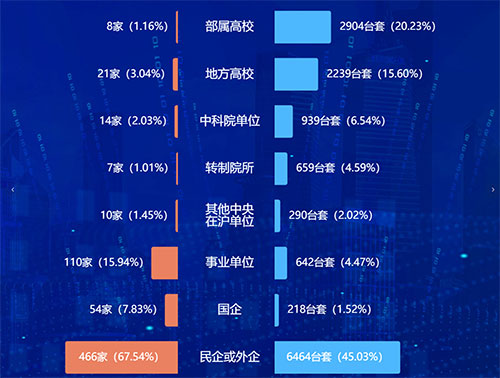 8家（1.16%） 部属高校 2904台套（20.23%）
21家（3.04%） 地方高校 2239台套（15.60%）
14家（2.03%） 中科院单位 939台套（6.54%）
7家（1.01%） 转制院所 659台套（4.59%）
10家（1.45%） 其他中央在沪单位 290台套（2.02%）
110家（15.94%） 事业单位 642台套（4.47%）
54家（7.83%） 国企 218台套（1.52%）
466家（67.54%） 民企或外企 6464台套（45.03%）